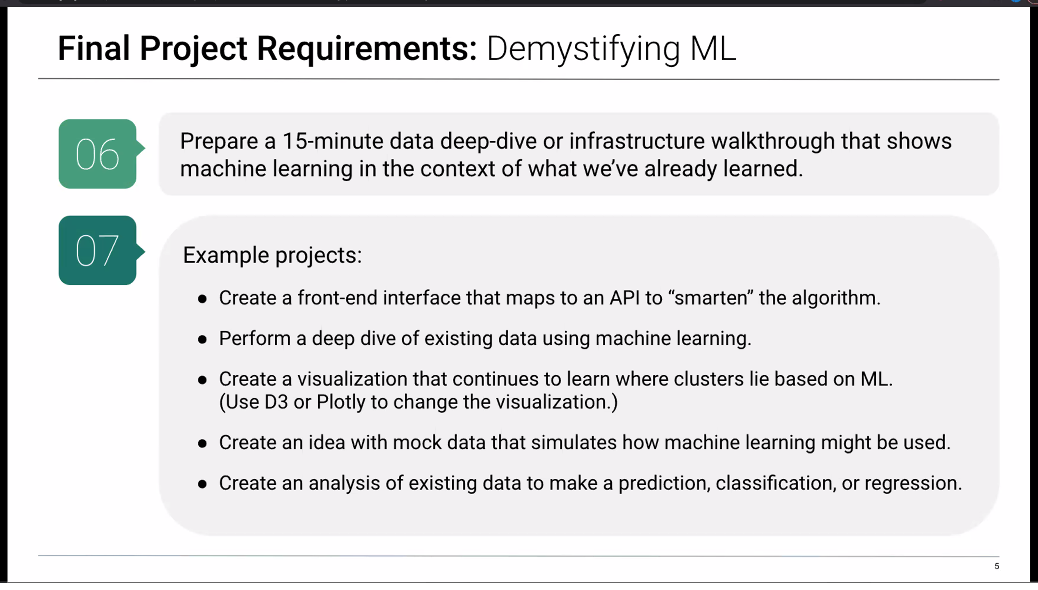 Final Project Requirements: Demystifying ML
06
Prepare a 15-minute data deep-dive or infrastructure walkthrough that shows
machine learning in the context of what we’ve already learned.
07
Example projects:
● Create a front-end interface that maps to an API to “smarten” the algorithm.
● Perform a deep dive of existing data using machine learning.
● Create a visualization that continues to learn where clusters lie based on ML.
(Use D3 or Plotly to change the visualization.)
● Create an idea with mock data that simulates how machine learning might be used.
● Create an analysis of existing data to make a prediction, classification, or regression.
5